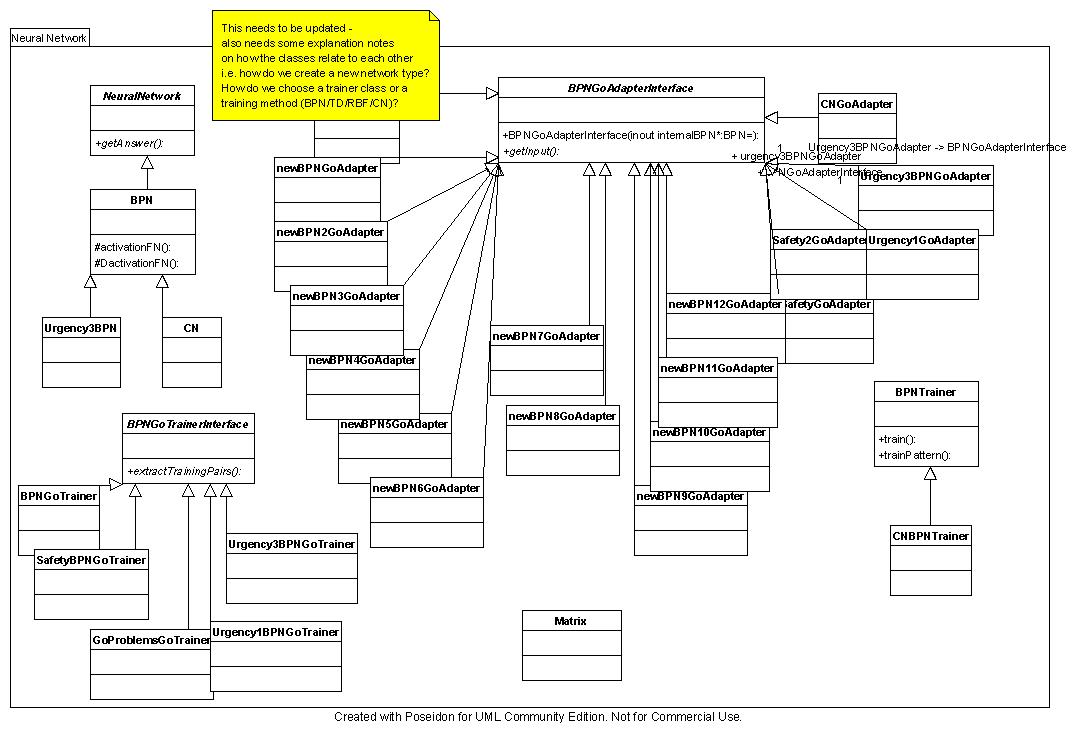 Neural Network
This needs to be updated -
also needs some explanation notes
on how the classes relate to each other
i.e. how do we create a new network type?
How do we choose a trainer class or a
training method (BPN/TD/RBF/CN)?
NeuralNetwork
+getAnswer():
BPN
#activationFN():
#DactivationFN():
Urgency3BPN
CN
BPNGoAdapterInterface
+BPNGoAdapterInterface(inout internalBPN*:BPN=):
+getInput():
CNGoAdapter
1
Urgency3BPNGoAdapter -> BPNGoAdapterInterface
+ urgency3BPNGoAdapter
1
Urgency3BPNGoAdapter
newBPNGoAdapter
newBPN2GoAdapter
Safety2GoAdapte
Urgency1GoAdapter
newBPN3GoAdapter
newBPN12GoAdapter
afetyGoAdapter
newBPN7GoAdapter
newBPN4GoAdapter
newBPN11GoAdapter
BPNTrainer
+train():
+trainPattern():
newBPN8GoAdapter
newBPN5GoAdapter
newBPN10GoAdapter
newBPN6GoAdapter
newBPN9GoAdapter
CNBPNTrainer
BPNGoTrainerInterface
+extractTrainingPairs():
BPNGoTrainer
Urgency3BPNGoTrainer
SafetyBPNGoTrainer
GoProblemsGoTrainer
Urgency1BPNGoTrainer
Matrix
Created with Poseidon for UML Community Edition. Not for Commercial Use.